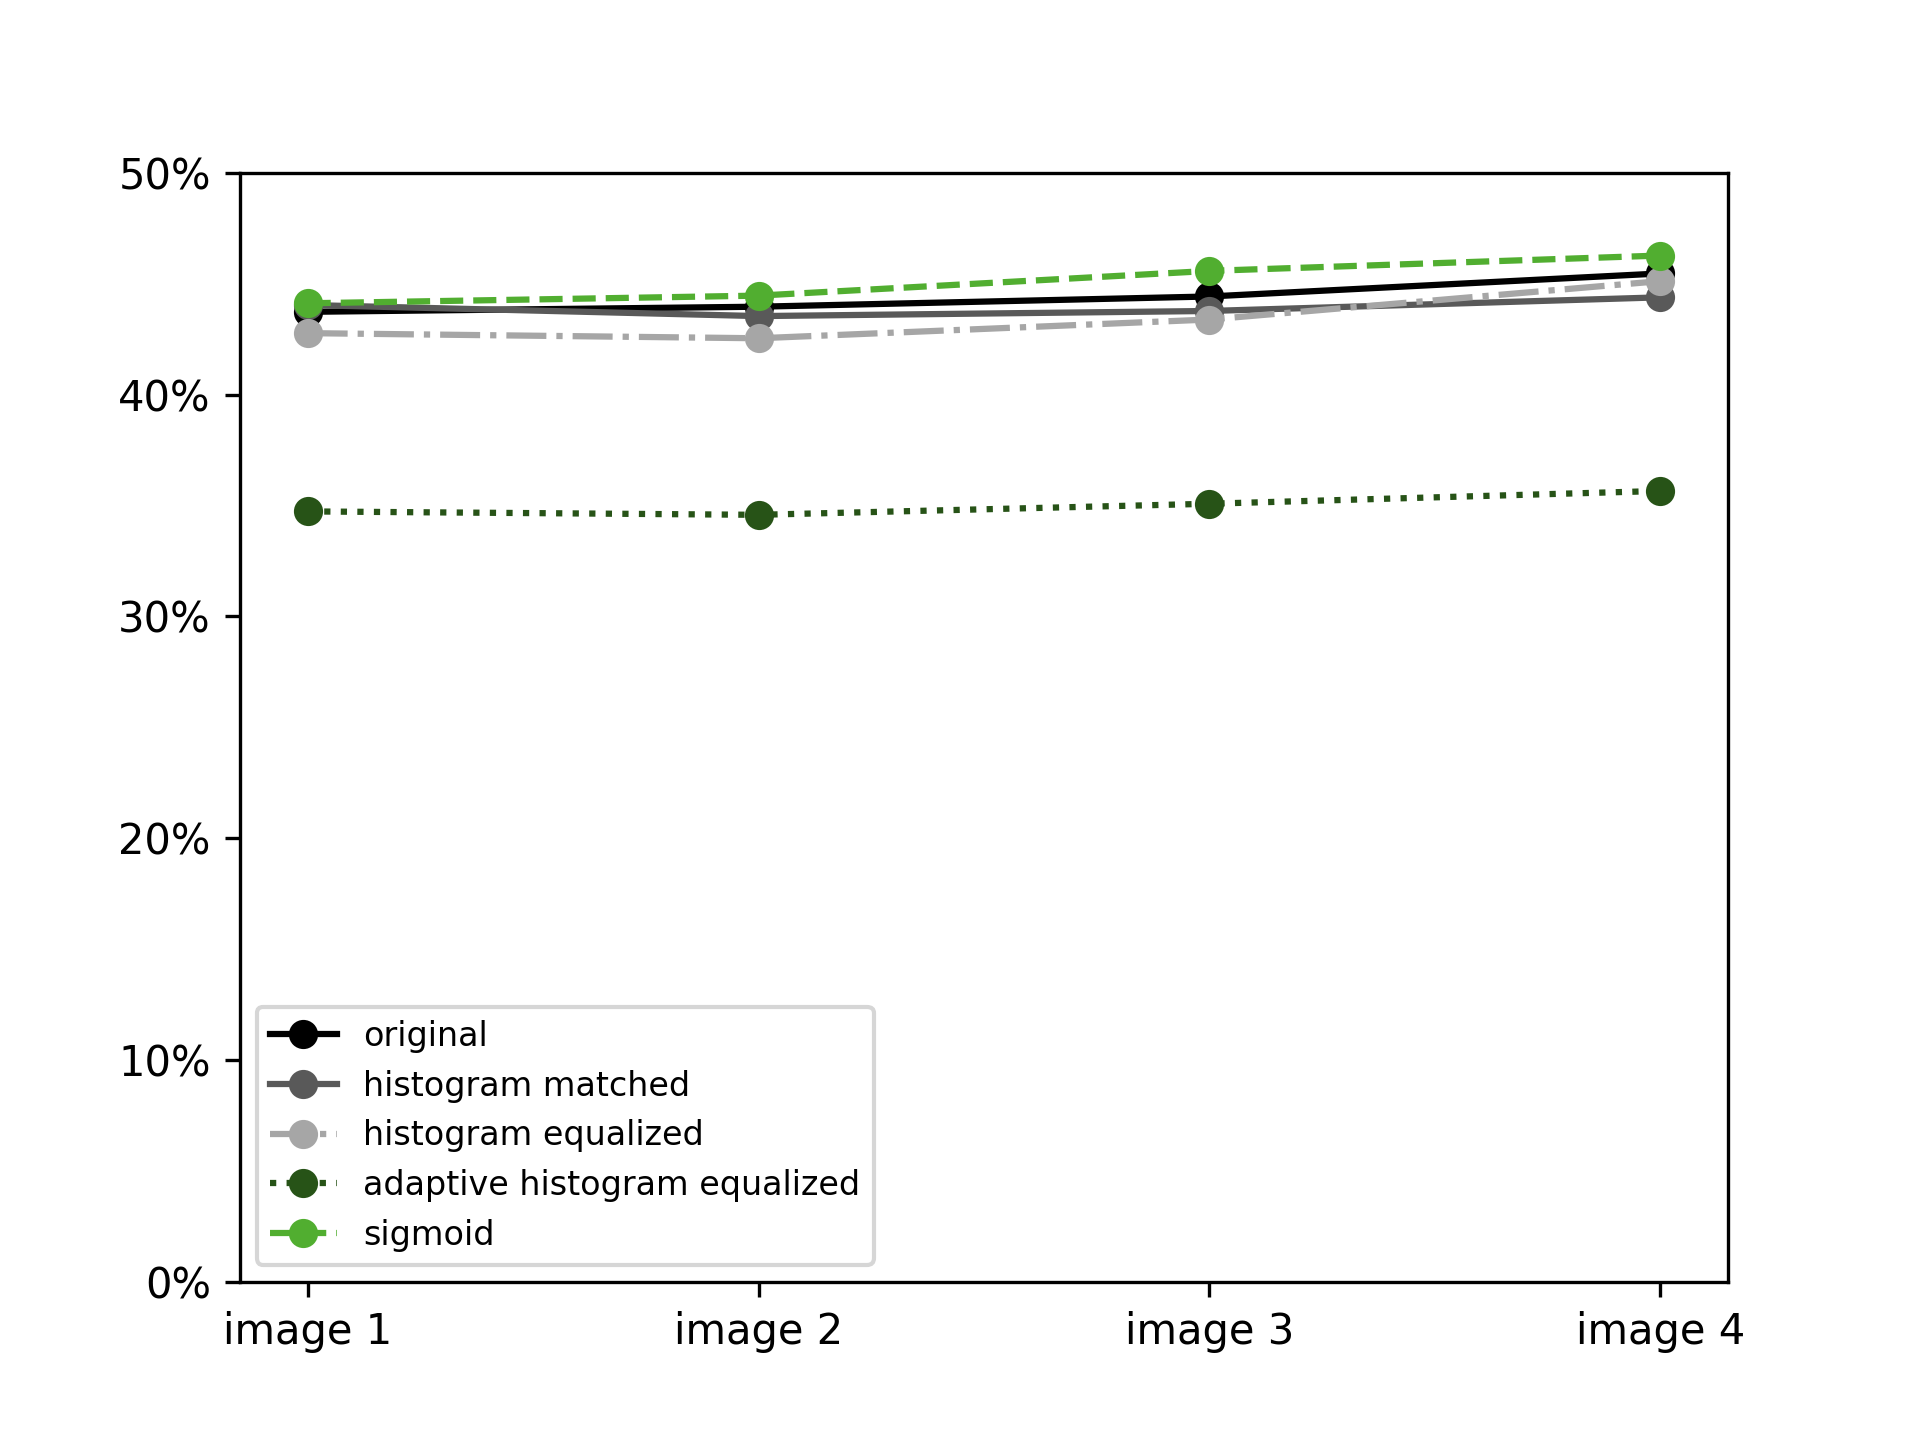 50%
40%
30%
20%
10%
0%
original
histogram matched
histogram equalized
adaptive histogram equalized
sigmoid
image 1
image 2
image 3
image 4